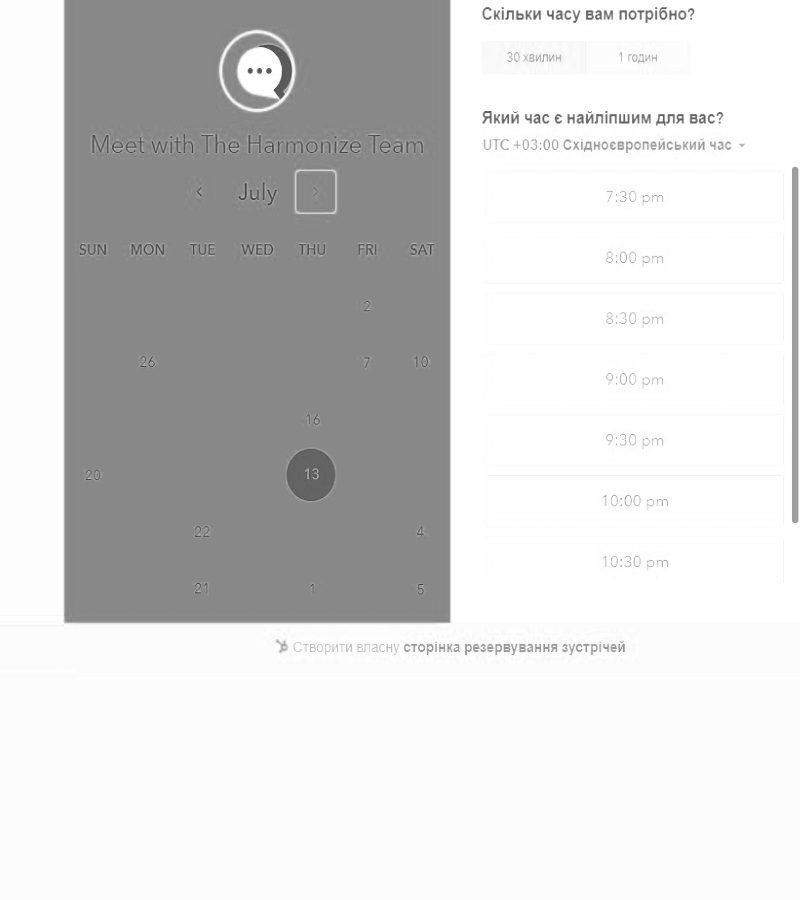 Meet with The Harmonize Team
July
SUN MON TUE WED THU FRI SAT
2
26 7 10
16
20 13
22 4
21 1 5
Скільки часу вам потрібно?
30 хвилин 1 годин
Який час є найліпшим для вас?
UTC +03:00 Східноєвропейський час
7:30 pm
8:00 pm
8:30 pm
9:00 pm
9:30 pm
10:00 pm
10:30 pm
Створити власну сторінка резервування зустрічей